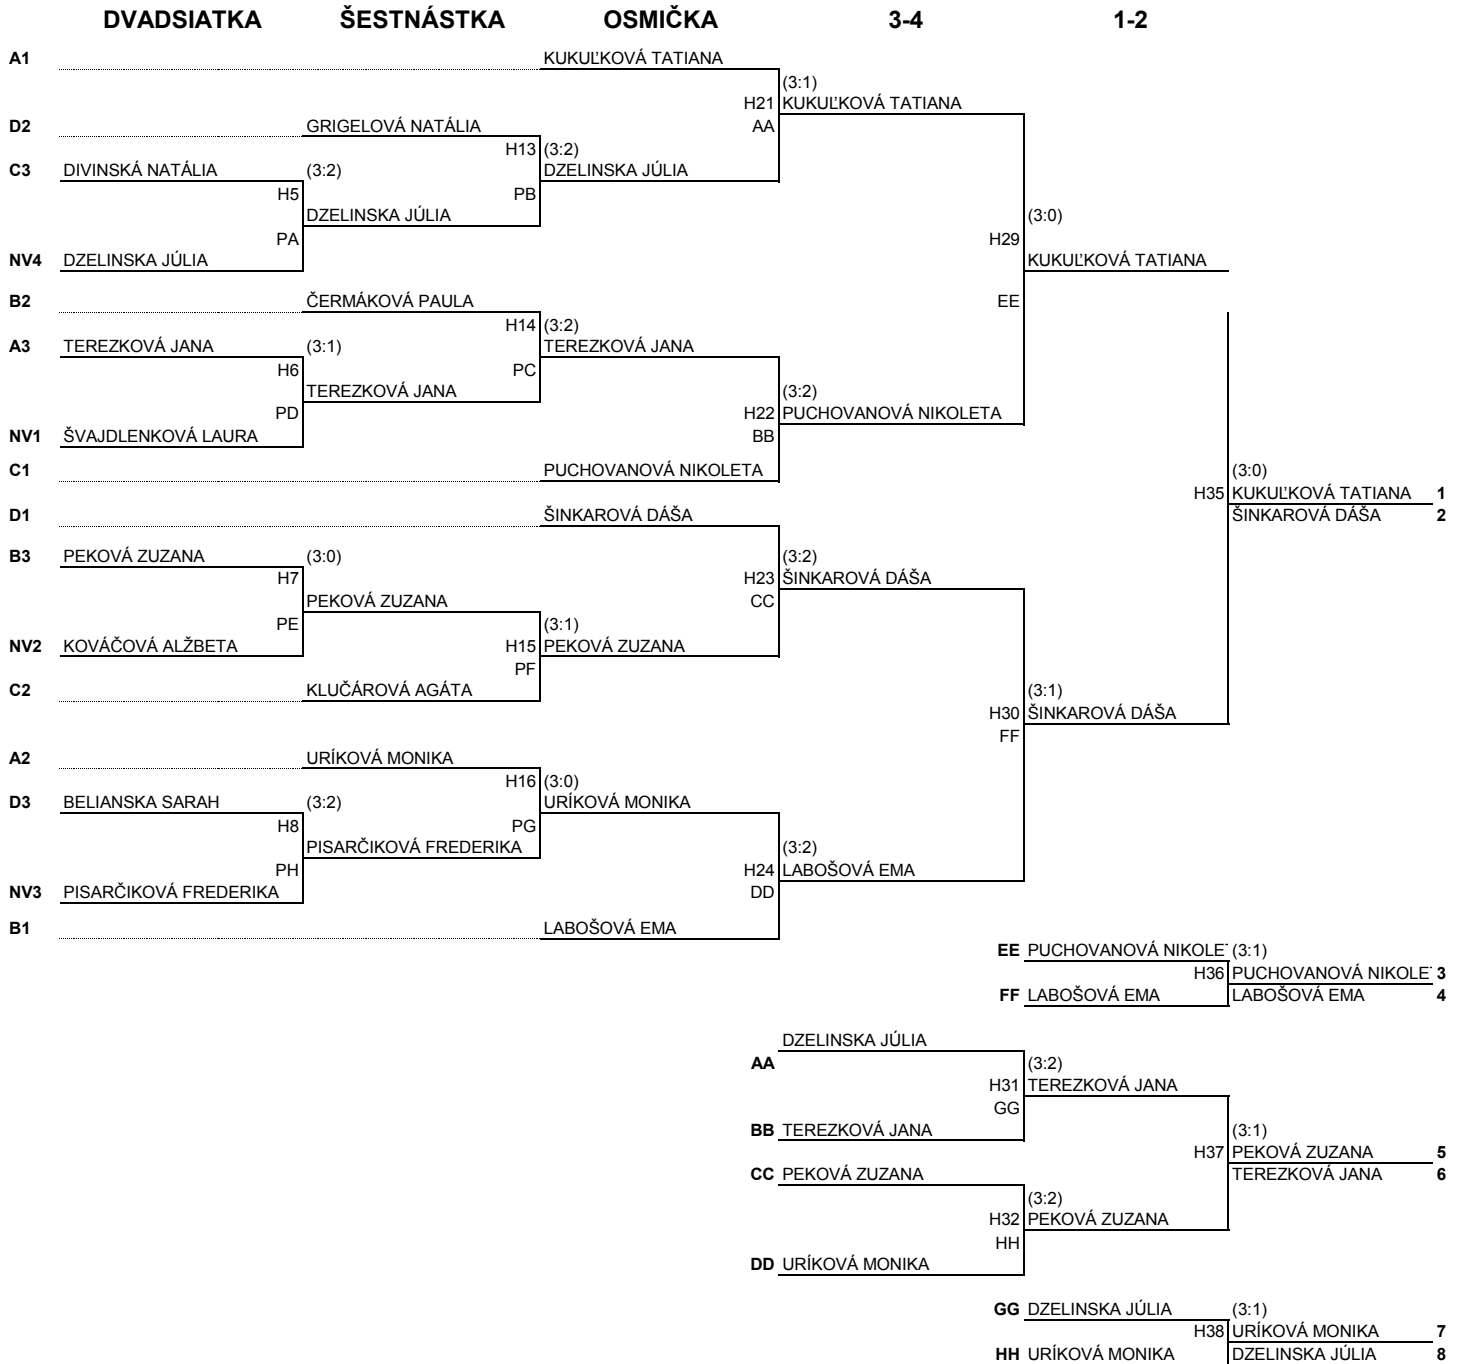 DVADSIATKA ŠESTNÁSTKA OSMIČKA 3-4 1-2
A1 KUKUĽKOVÁ TATIANA
(3:1)
H21 KUKUĽKOVÁ TATIANA
D2 GRIGELOVÁ NATÁLIA AA
H13 (3:2)
C3 DIVINSKÁ NATÁLIA (3:2) DZELINSKA JÚLIA
H5 PB
DZELINSKA JÚLIA (3:0)
PA H29
NV4 DZELINSKA JÚLIA KUKUĽKOVÁ TATIANA
B2 ČERMÁKOVÁ PAULA EE
H14 (3:2)
A3 TEREZKOVÁ JANA (3:1) TEREZKOVÁ JANA
H6 PC
TEREZKOVÁ JANA (3:2)
PD H22 PUCHOVANOVÁ NIKOLETA
NV1 ŠVAJDLENKOVÁ LAURA BB
C1 PUCHOVANOVÁ NIKOLETA (3:0)
H35 KUKUĽKOVÁ TATIANA 1
D1 ŠINKAROVÁ DÁŠA ŠINKAROVÁ DÁŠA 2
B3 PEKOVÁ ZUZANA (3:0) (3:2)
H7 H23 ŠINKAROVÁ DÁŠA
PEKOVÁ ZUZANA CC
PE (3:1)
NV2 KOVÁČOVÁ ALŽBETA H15 PEKOVÁ ZUZANA
PF
C2 KLUČÁROVÁ AGÁTA (3:1)
H30 ŠINKAROVÁ DÁŠA
FF
A2 URÍKOVÁ MONIKA
H16 (3:0)
D3 BELIANSKA SARAH (3:2) URÍKOVÁ MONIKA
H8 PG
PISARČIKOVÁ FREDERIKA (3:2)
PH H24 LABOŠOVÁ EMA
NV3 PISARČIKOVÁ FREDERIKA DD
B1 LABOŠOVÁ EMA
EE PUCHOVANOVÁ NIKOLE (3:1)
H36 PUCHOVANOVÁ NIKOLE 3
FF LABOŠOVÁ EMA LABOŠOVÁ EMA 4
DZELINSKA JÚLIA
AA (3:2)
H31 TEREZKOVÁ JANA
GG
BB TEREZKOVÁ JANA (3:1)
H37 PEKOVÁ ZUZANA 5
CC PEKOVÁ ZUZANA TEREZKOVÁ JANA 6
(3:2)
H32 PEKOVÁ ZUZANA
HH
DD URÍKOVÁ MONIKA
GG DZELINSKA JÚLIA (3:1)
H38 URÍKOVÁ MONIKA 7
HH URÍKOVÁ MONIKA DZELINSKA JÚLIA 8